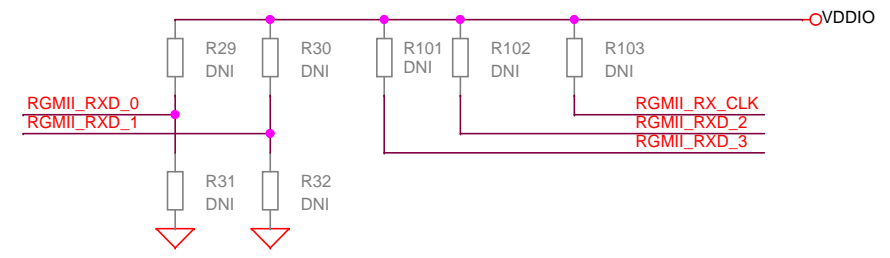 VDDIO
R29
DNI
R30
DNI
R101
DNI
R102
DNI
R103
DNI
RGMII_RXD_0
RGMII_RXD_1
RGMII_RX_CLK
RGMII_RXD_2
RGMII_RXD_3
R31
DNI
R32
DNI